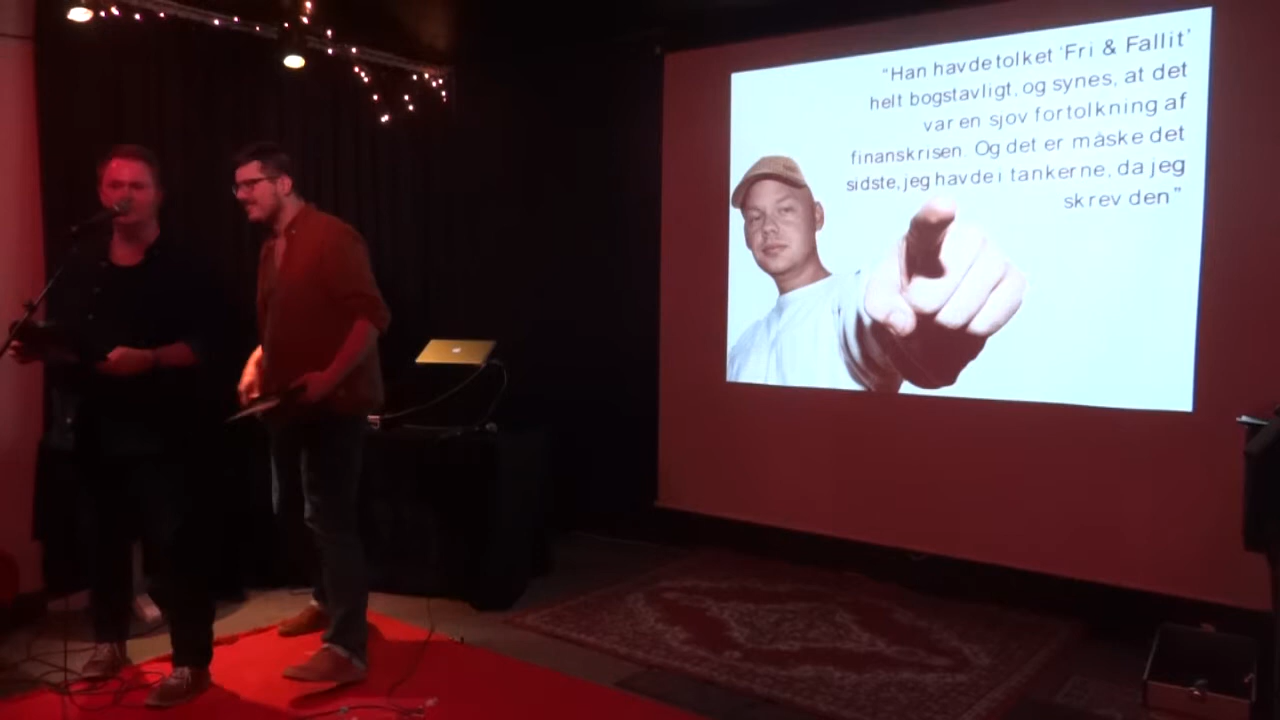 "Han havde tolket 'Fri & Fallit'
helt bogstavligt, og synes, at det
var en sjov fortolkning af
finanskrisen. Og det er måske det
sidste, jeg havde i tankerne, da jeg
skrev den"